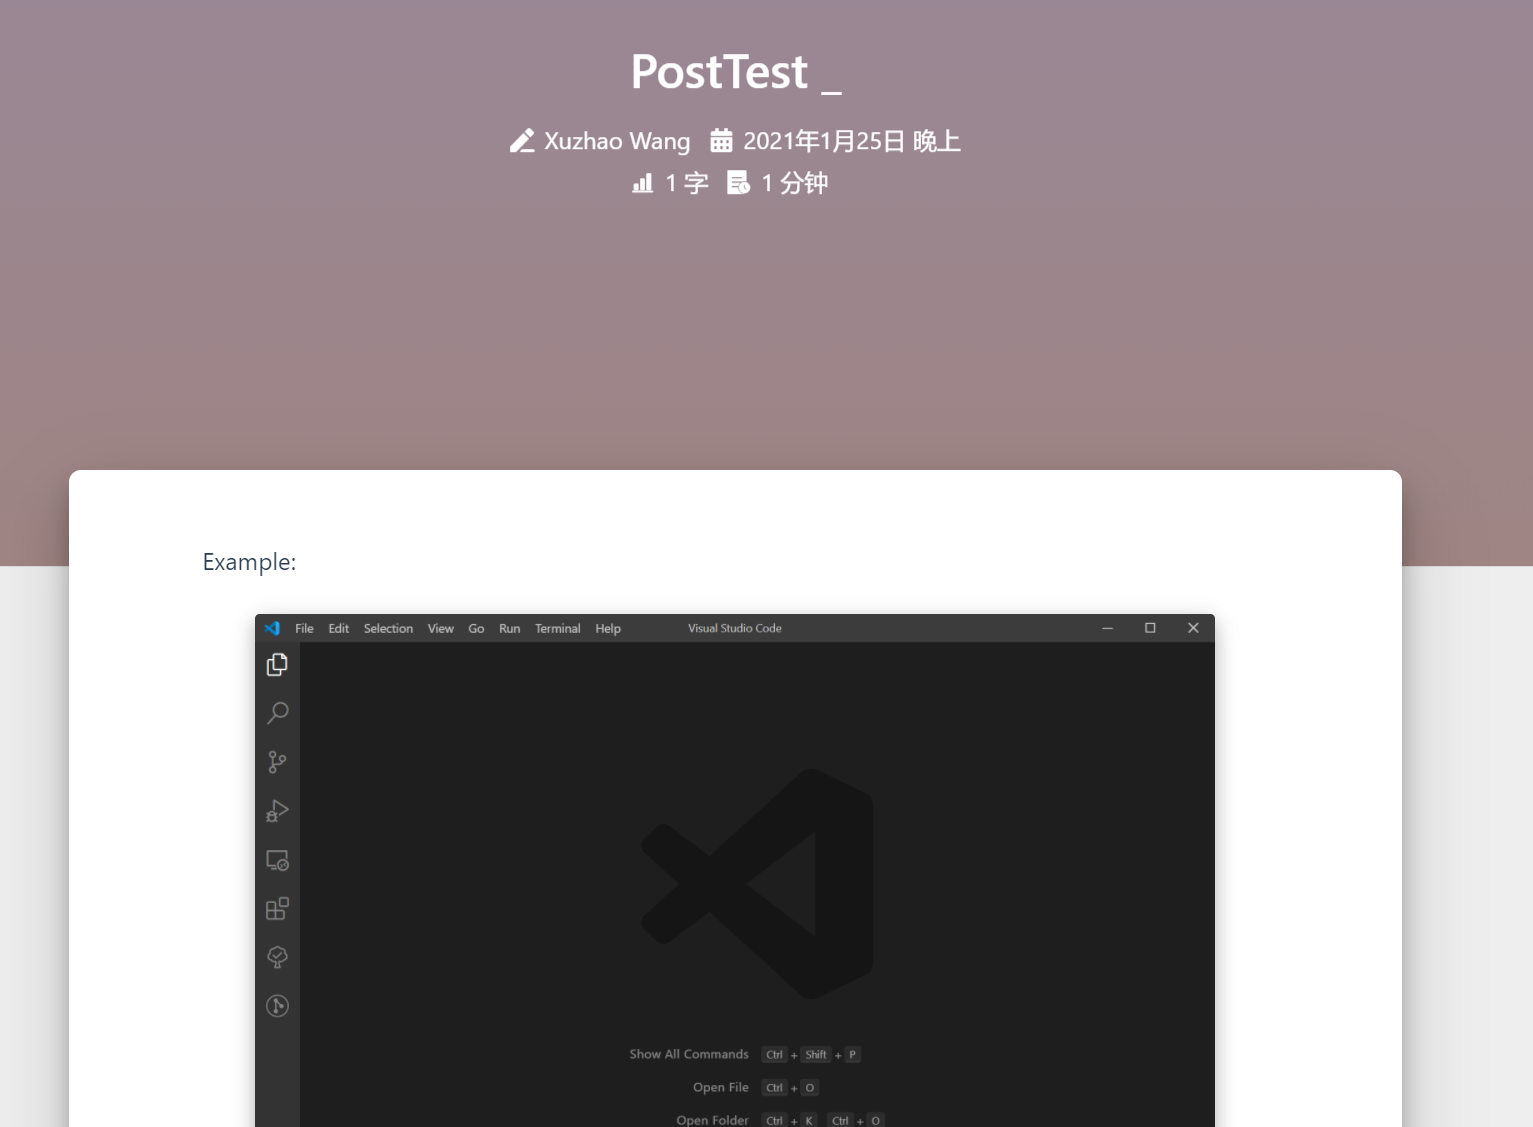 PostTest _
Xuzhao Wang 2021年1月25日 晚上
1 字 1 分钟
Example:
File Edit Selection View Go Run Terminal Help Visual Studio Code
Show All Commands Ctrl + Shift + P
Open File Ctrl + O
Open Folder Ctrl + K Ctrl + O